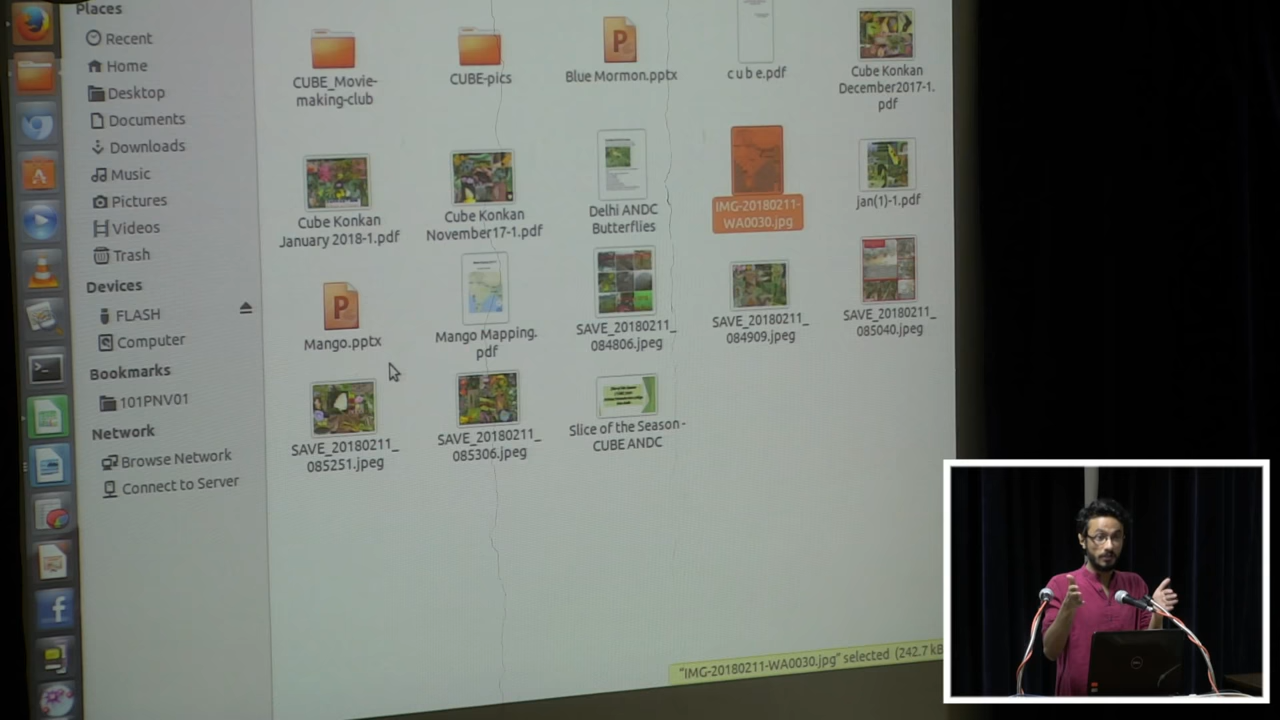 Places
Recent
Home
Desktop
Documents
Downloads
Music
Pictures
Videos
Trash
Devices
FLASH
Computer
Bookmarks
101PNV01
Network
Browse Network
Connect to Server
CUBE_Movie-
making-club
CUBE-pics
Blue Mormon.pptx
c u b e.pdf
Cube Konkan
December2017-1.
pdf
Cube Konkan
January 2018-1.pdf
Cube Konkan
November17-1.pdf
Delhi ANDC
Butterflies
IMG-20180211-
WA0030.jpg
jan(1)-1.pdf
Mango.pptx
Mango Mapping.
pdf
SAVE_20180211_
084806.jpeg
SAVE_20180211_
084909.jpeg
SAVE_20180211_
085040.jpeg
SAVE_20180211_
085251.jpeg
SAVE_20180211_
085306.jpeg
Slice of the Season -
CUBE ANDC
"IMG-20180211-WA0030.jpg" selected (242.7 kB